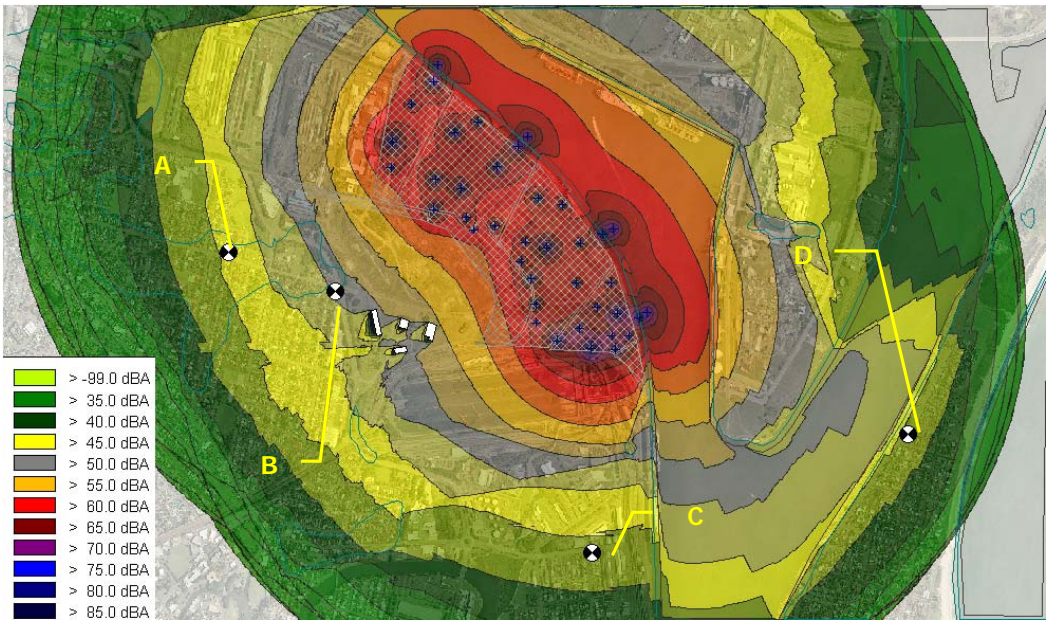 A
B
C
D
> -99.0 dBA
> 35.0 dBA
> 40.0 dBA
> 45.0 dBA
> 50.0 dBA
> 55.0 dBA
> 60.0 dBA
> 65.0 dBA
> 70.0 dBA
> 75.0 dBA
> 80.0 dBA
> 85.0 dBA